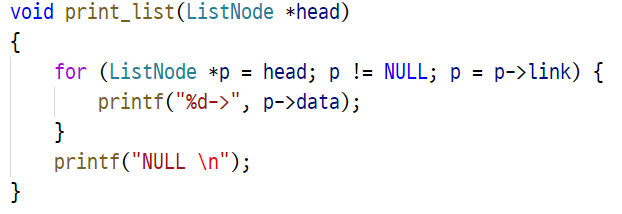 void print_list(ListNode *head)
{
    for (ListNode *p = head; p != NULL; p = p->link) {
        printf("%d->", p->data);
    }
    printf("NULL \n");
}